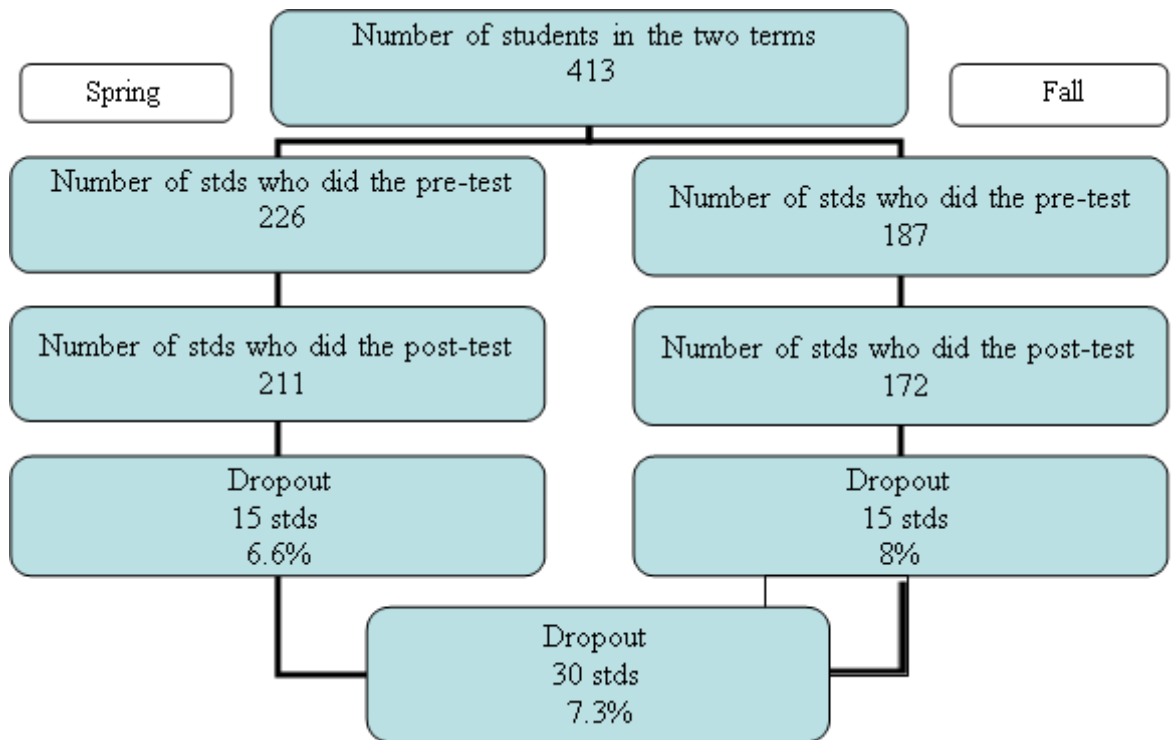 Number of students in the two terms
413
Spring
Fall
Number of stds who did the pre-test
226
Number of stds who did the pre-test
187
Number of stds who did the post-test
211
Number of stds who did the post-test
172
Dropout
15 stds
6.6%
Dropout
15 stds
8%
Dropout
30 stds
7.3%